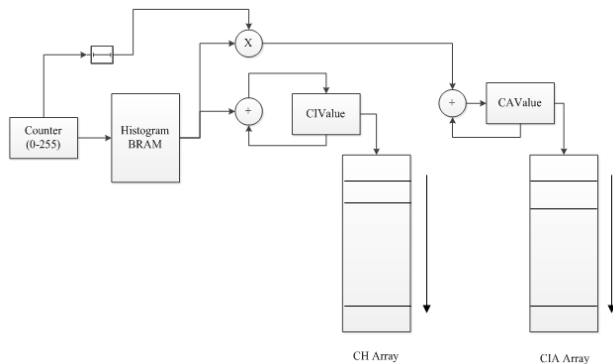 X
Counter
(0-255)
Histogram
BRAM
+
CIValue
+
CAValue
CH Array
CIA Array